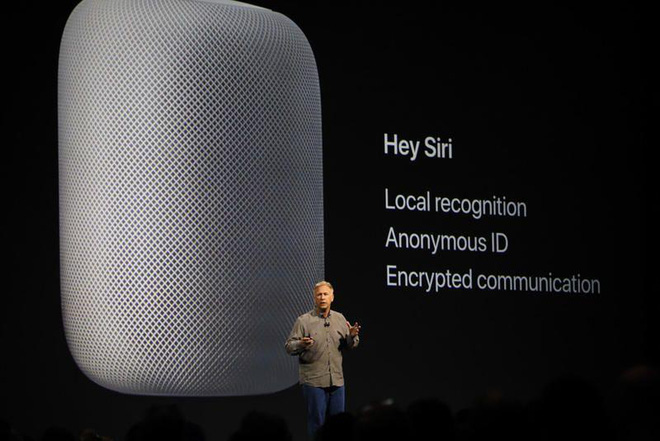 Hey Siri
Local recognition
Anonymous ID
Encrypted communication